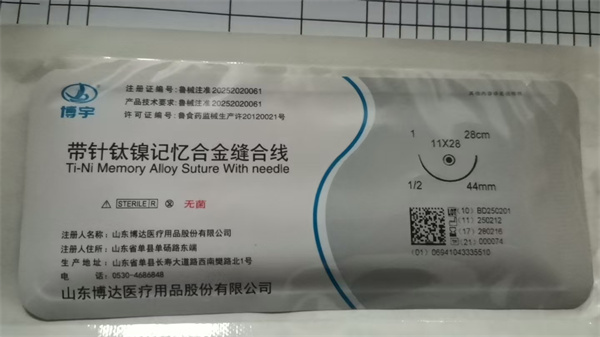 博宇
注 册 证 编 号: 鲁械注准20252020061
产品技术要求: 鲁械注准20252020061
许 可 证 编 号: 鲁食药监械生产许20120021号
带针钛镍记忆合金缝合线
Ti-Ni Memory Alloy Suture With needle
STERILE R 无菌
注册人名称: 山东博达医疗用品股份有限公司
注册人住所: 山东省单县单砀路东端
生 产 地 址: 山东省单县长寿大道路西南樊路北1号
电 话: 0530-4686848
山东博达医疗用品股份有限公司
1 28cm
11X28
1/2 44mm
(10) BD250201
(11) 250212
(17) 280216
(21) 000074
(01) 06941043335510